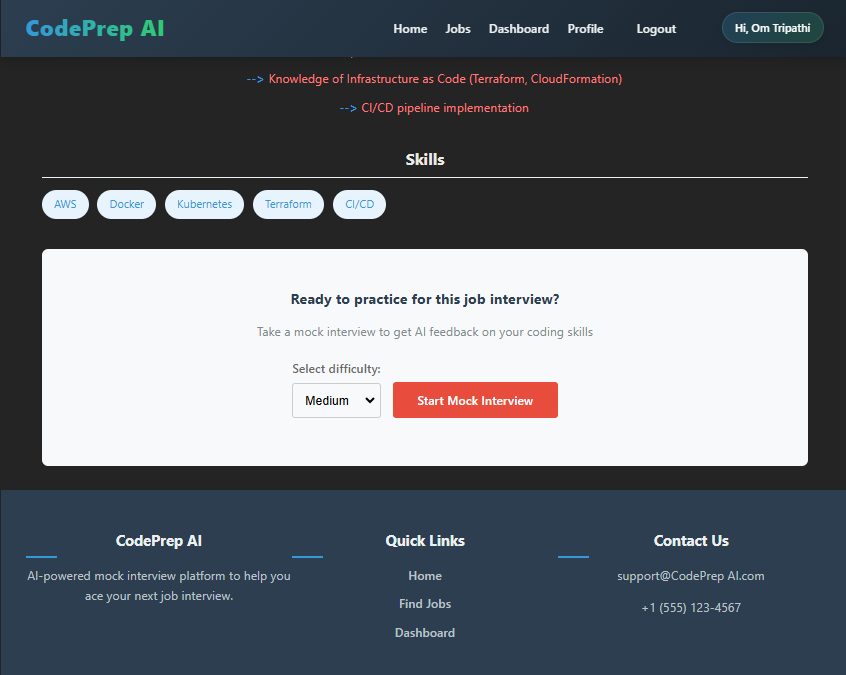 CodePrep AI
Home Jobs Dashboard Profile Logout Hi, Om Tripathi
--> Knowledge of Infrastructure as Code (Terraform, CloudFormation)
--> CI/CD pipeline implementation
Skills
AWS Docker Kubernetes Terraform CI/CD
Ready to practice for this job interview?
Take a mock interview to get AI feedback on your coding skills
Select difficulty:
Medium Start Mock Interview
CodePrep AI
AI-powered mock interview platform to help you
ace your next job interview.
Quick Links
Home
Find Jobs
Dashboard
Contact Us
support@CodePrep AI.com
+1 (555) 123-4567